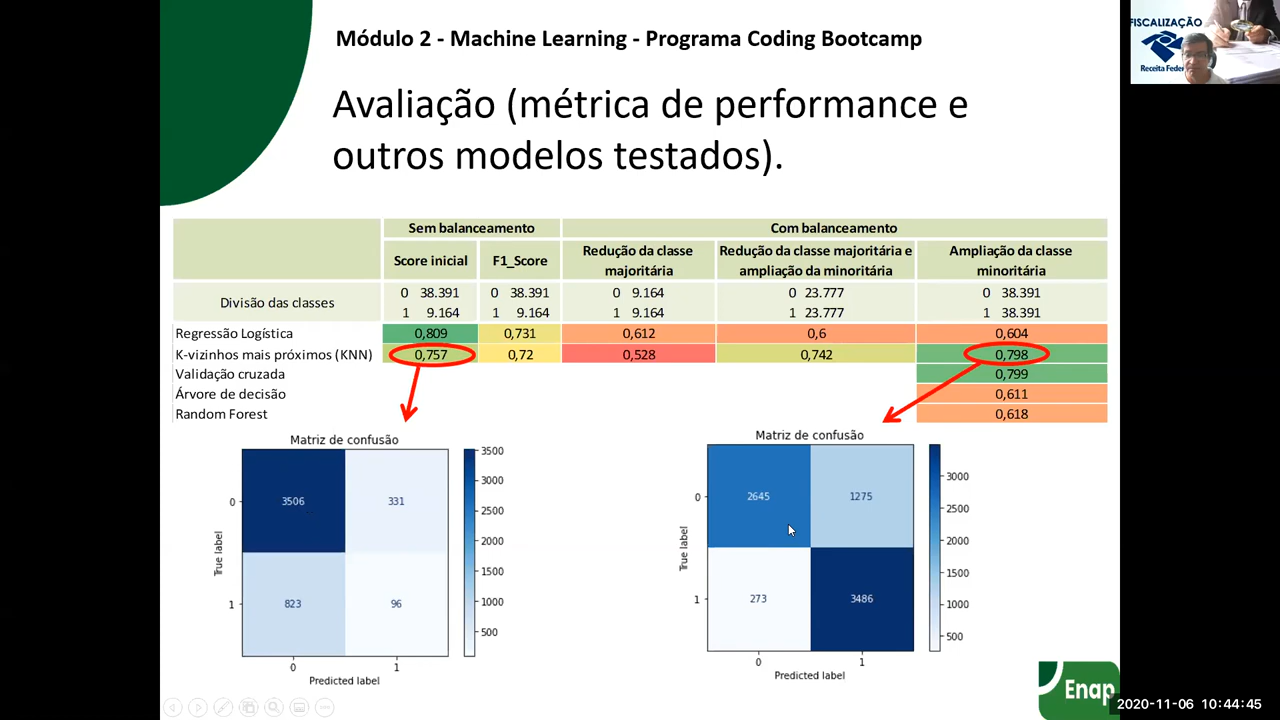 Módulo 2 - Machine Learning - Programa Coding Bootcamp
FISCALIZAÇÃO
Receita Feder
Avaliação (métrica de performance e
outros modelos testados).
Sem balanceamento Com balanceamento
Score inicial F1_Score Redução da classe majoritária Redução da classe majoritária e ampliação da minoritária Ampliação da classe minoritária
Divisão das classes 0 38.391 0 38.391 0 9.164 0 23.777 0 38.391
1 9.164 1 9.164 1 9.164 1 23.777 1 38.391
Regressão Logística 0,809 0,731 0,612 0,6 0,604
K-vizinhos mais próximos (KNN) 0,757 0,72 0,528 0,742 0,798
Validação cruzada 0,799
Árvore de decisão 0,611
Random Forest 0,618
Matriz de confusão
True label
0 3506 331
1 823 96
0 1
Predicted label
3500
3000
2500
2000
1500
1000
500
Matriz de confusão
True label
0 2645 1275
1 273 3486
0 1
Predicted label
3000
2500
2000
1500
1000
500
Enap
2020-11-06 10:44:45